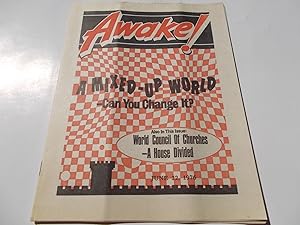 Awake!
A MIXED-UP WORLD
-Can You Change It?
Also In This Issue:
World Council Of Churches
-A House Divided
JUNE 22, 1976